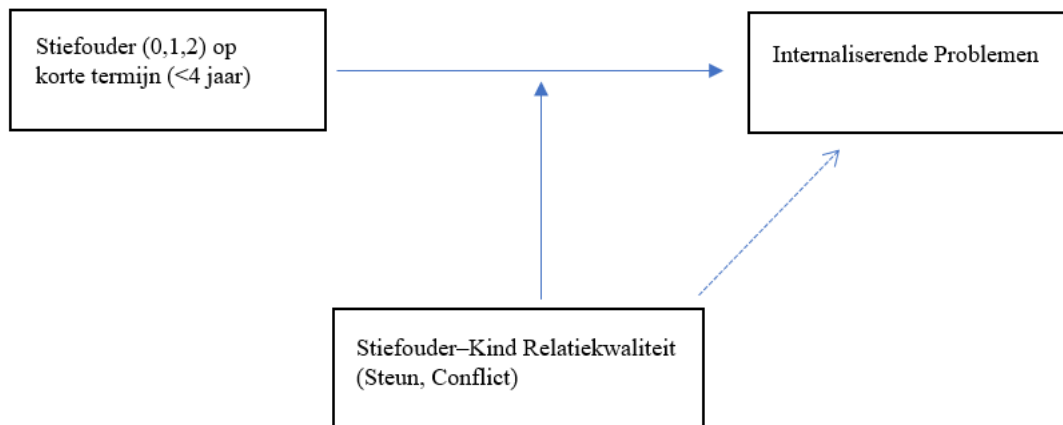 Stiefouder (0,1,2) op
korte termijn (<4 jaar)
Internaliserende Problemen
Stiefouder–Kind Relatiekwaliteit
(Steun, Conflict)